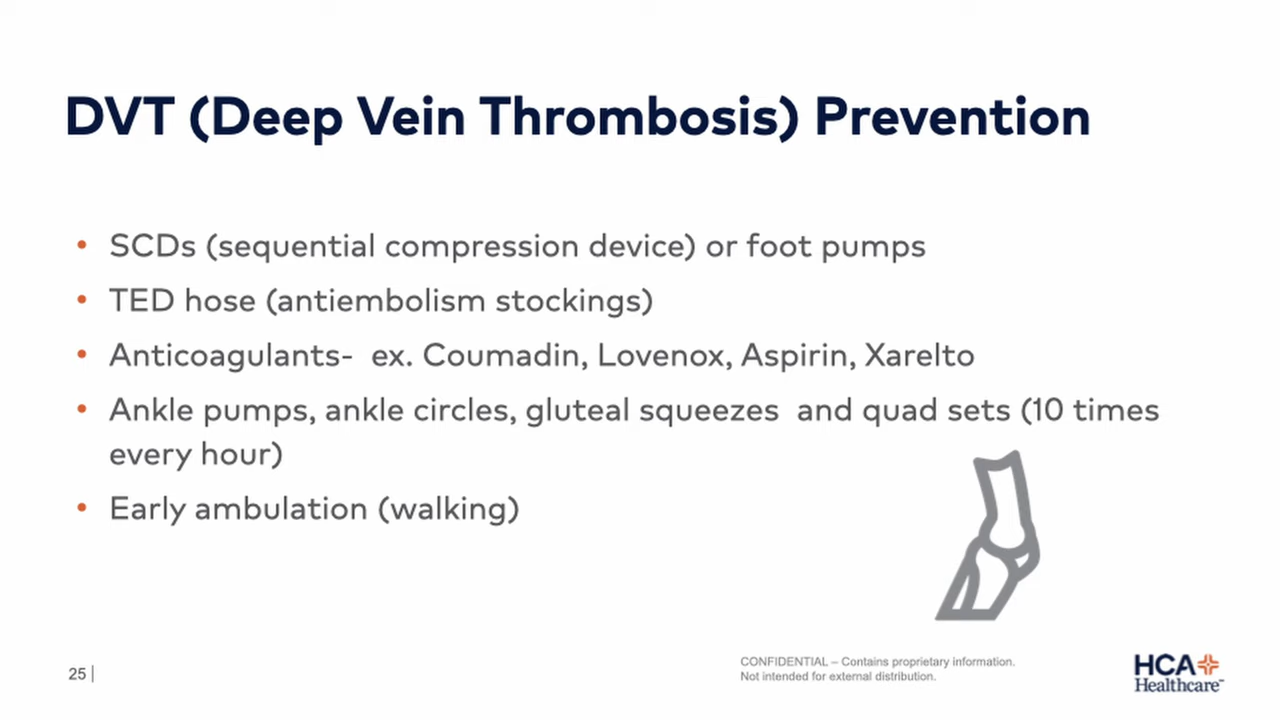 DVT (Deep Vein Thrombosis) Prevention
• SCDs (sequential compression device) or foot pumps
• TED hose (antiembolism stockings)
• Anticoagulants-  ex. Coumadin, Lovenox, Aspirin, Xarelto
• Ankle pumps, ankle circles, gluteal squeezes  and quad sets (10 times
every hour)
• Early ambulation (walking)
25 |
CONFIDENTIAL – Contains proprietary information.
Not intended for external distribution.
HCA
Healthcare™